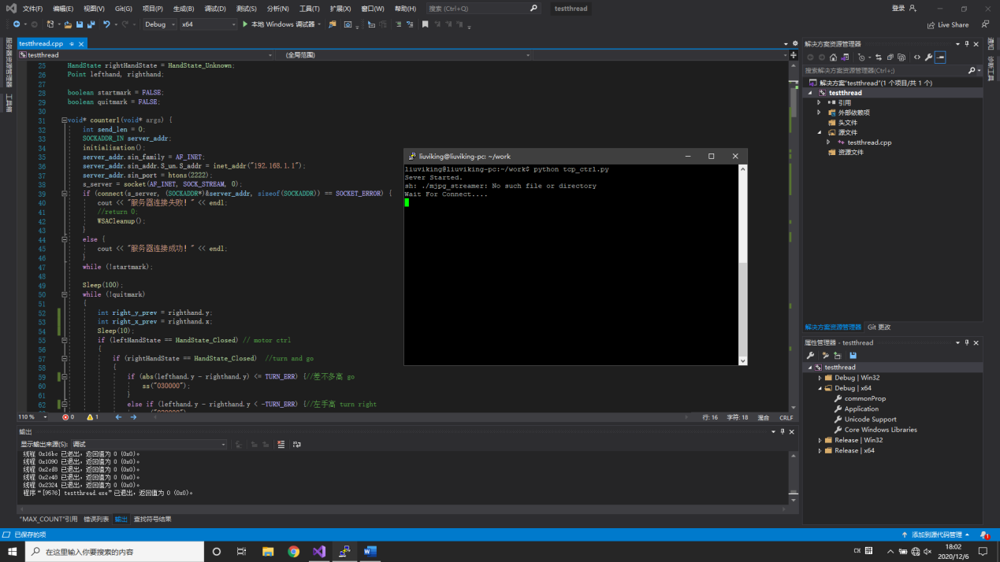 文件(F) 编辑(E) 视图(V) Git(G) 项目(P) 生成(B) 调试(D) 测试(S) 分析(N) 工具(T) 扩展(X) 窗口(W) 帮助(H) 搜索 (Ctrl+Q) testthread 登录
Debug x64 本地 Windows 调试器 Live Share
testthread.cpp
testthread (全局范围)
25 HandState rightHandState = HandState_Unknown;
26 Point lefthand, righthand;
27
28 boolean startmark = FALSE;
29 boolean quitmark = FALSE;
30
31 void* counter1(void* args) {
32 int send_len = 0;
33 SOCKADDR_IN server_addr;
34 initialisation();
35 server_addr.sin_family = AF_INET;
36 server_addr.sin_addr.S_un.S_addr = inet_addr("192.168.1.1");
37 server_addr.sin_port = htons(2222);
38 s_server = socket(AF_INET, SOCK_STREAM, 0);
39 if (connect(s_server, (SOCKADDR*)&server_addr, sizeof(SOCKADDR)) == SOCKET_ERROR) {
40 cout << "服务器连接失败！" << endl;
41 //return 0;
42 WSACleanup();
43 }
44 else {
45 cout << "服务器连接成功！" << endl;
46 }
47 while (!startmark);
48
49 Sleep(100);
50 while (!quitmark)
51 {
52 int right_y_prev = righthand.y;
53 int right_x_prev = righthand.x;
54 Sleep(10);
55 if (leftHandState == HandState_Closed) // motor ctrl
56 {
57 if (rightHandState == HandState_Closed) //turn and go
58 {
59 if (abs(lefthand.y - righthand.y) <= TURN_ERR) {//差不多高 go
60 ss("030000");
61 }
62 else if (lefthand.y - righthand.y < -TURN_ERR) {//左手高 turn right
liuviking@liuviking-pc: ~/work
liuviking@liuviking-pc:~/work$ python tcp_ctrl.py
Sever Started.
sh: ./mjpg_streamer: No such file or directory
Wait For Connect....
110 % 0 1 行: 16 字符: 18 混合 CRLF
输出
显示输出来源(S): 调试
线程 0x16bc 已退出，返回值为 0 (0x0)。
线程 0x1090 已退出，返回值为 0 (0x0)。
线程 0x2cf8 已退出，返回值为 0 (0x0)。
线程 0x2c48 已退出，返回值为 0 (0x0)。
线程 0x2324 已退出，返回值为 0 (0x0)。
程序“[9576] testthread.exe”已退出，返回值为 0 (0x0)。
"MAX_COUNT"引用 错误列表 输出 查找符号结果
解决方案资源管理器
搜索解决方案资源管理器(Ctrl+;)
解决方案"testthread"(1 个项目/共 1 个)
testthread
引用
外部依赖项
头文件
源文件
testthread.cpp
资源文件
解决方案资源管理器 Git 更改
属性管理器 - testthread
testthread
Debug | Win32
Debug | x64
commonProp
Application
Unicode Support
Core Windows Libraries
Release | Win32
Release | x64
已保存的项 添加到源代码管理 1
在这里输入你要搜索的内容
CH
18:02
2020/12/6